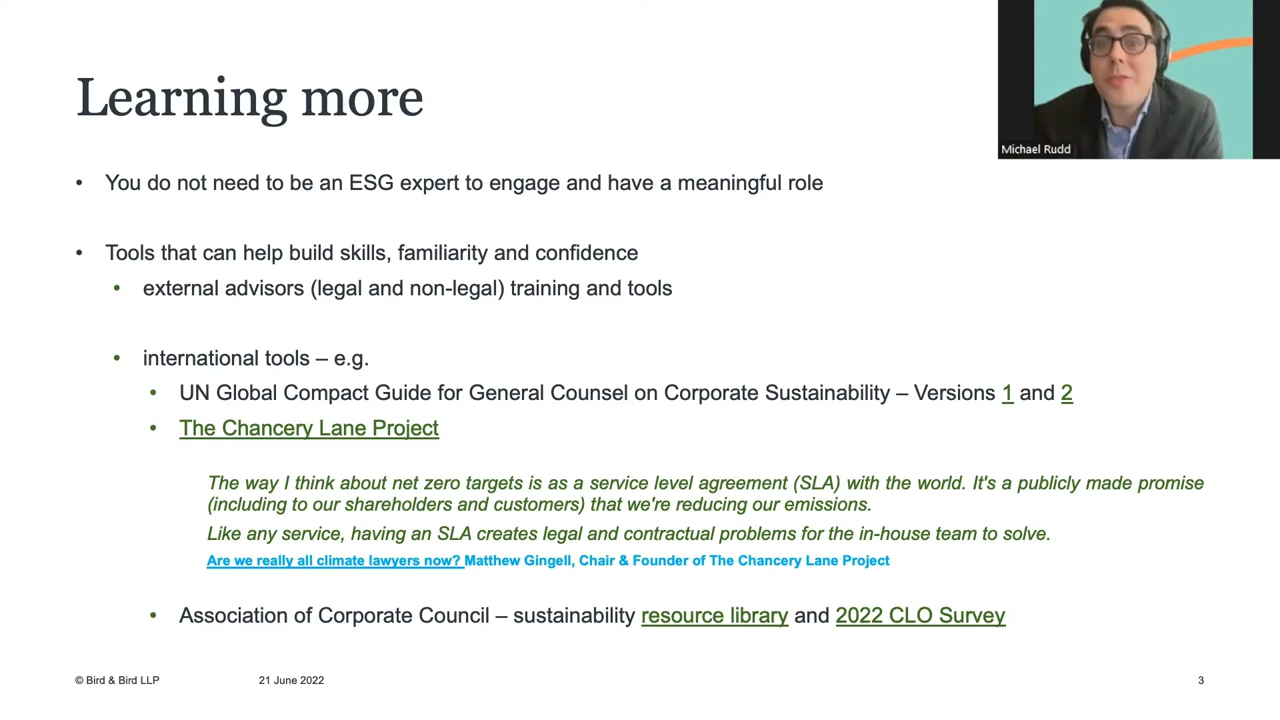 Learning more
Michael Rudd
• You do not need to be an ESG expert to engage and have a meaningful role
• Tools that can help build skills, familiarity and confidence
• external advisors (legal and non-legal) training and tools
• international tools – e.g.
• UN Global Compact Guide for General Counsel on Corporate Sustainability – Versions 1 and 2
• The Chancery Lane Project
The way I think about net zero targets is as a service level agreement (SLA) with the world. It's a publicly made promise
(including to our shareholders and customers) that we're reducing our emissions.
Like any service, having an SLA creates legal and contractual problems for the in-house team to solve.
Are we really all climate lawyers now? Matthew Gingell, Chair & Founder of The Chancery Lane Project
• Association of Corporate Council – sustainability resource library and 2022 CLO Survey
© Bird & Bird LLP 21 June 2022 3